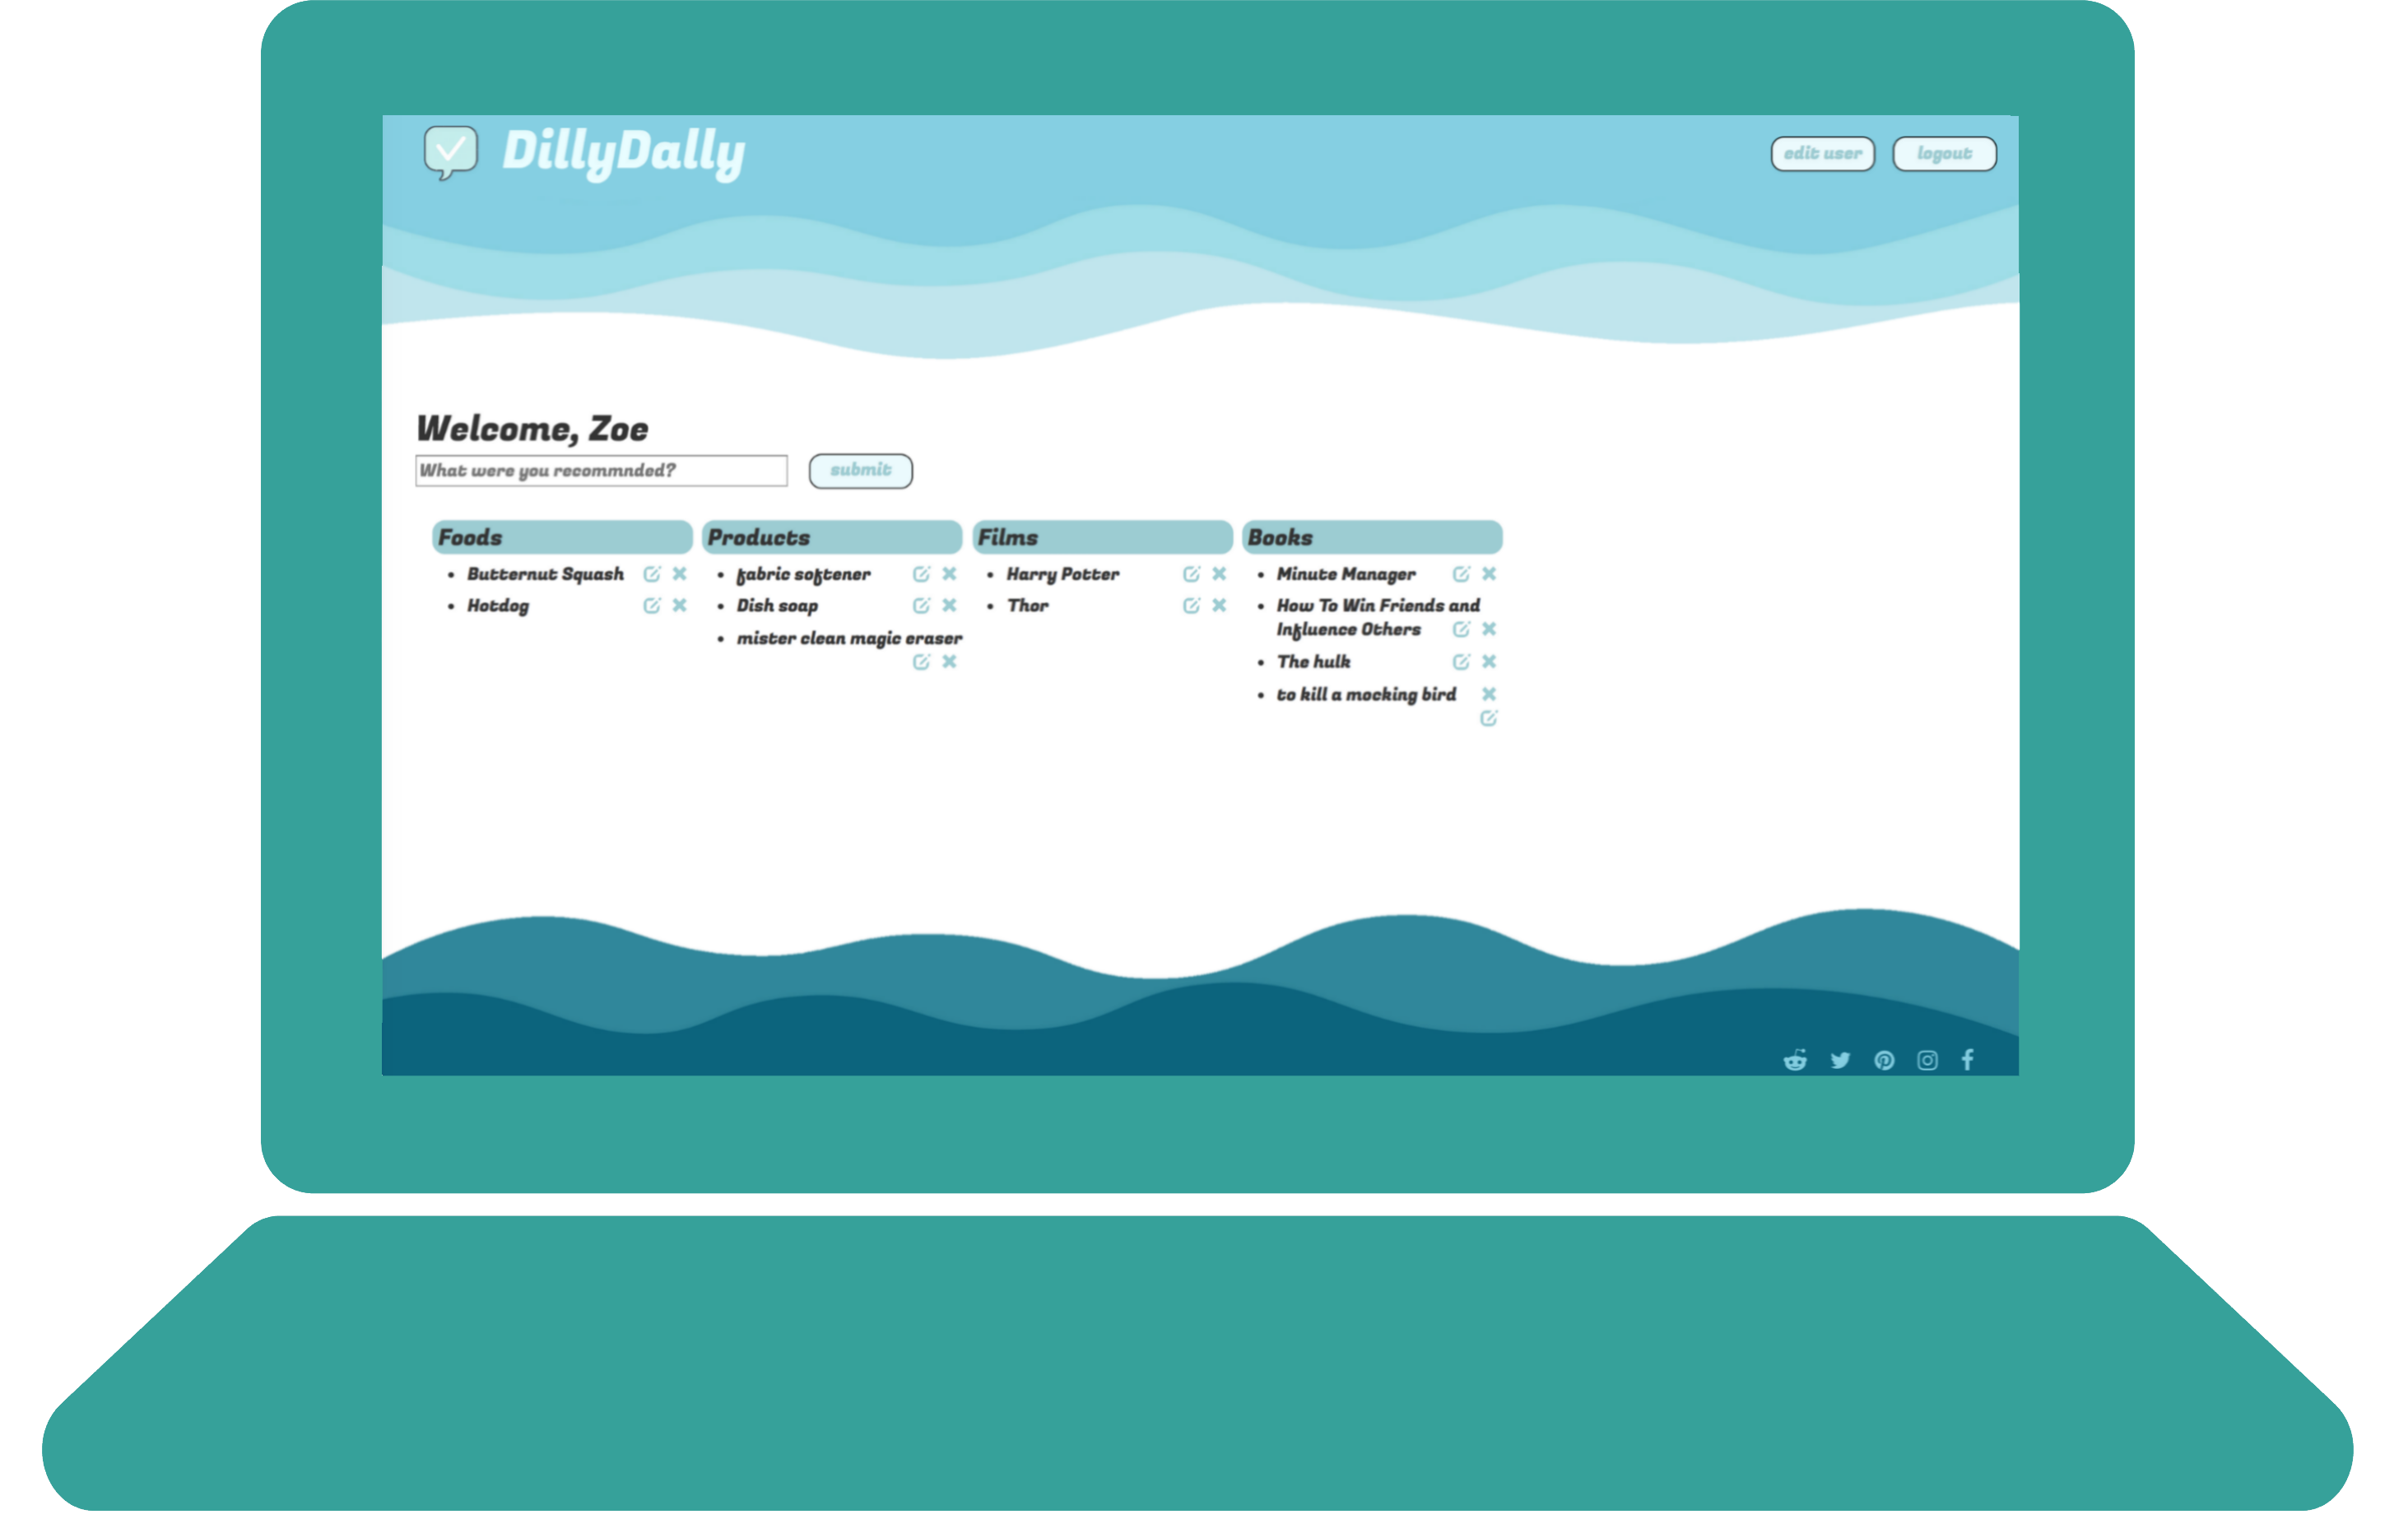 DillyDally
edit user
logout
Welcome, Zoe
What were you recommnded?
submit
Foods
Butternut Squash
Hotdog
Products
fabric softener
Dish soap
mister clean magic eraser
Films
Harry Potter
Thor
Books
Minute Manager
How To Win Friends and
Influence Others
The hulk
to kill a mocking bird